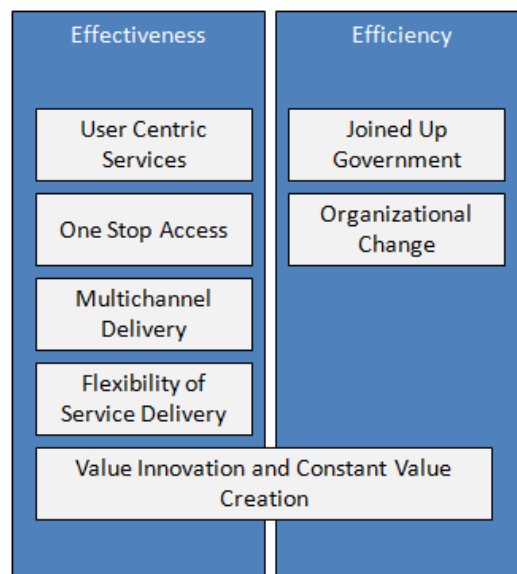 Effectiveness
User Centric
Services
One Stop Access
Multichannel
Delivery
Flexibility of
Service Delivery
Efficiency
Joined Up
Government
Organizational
Change
Value Innovation and Constant Value
Creation